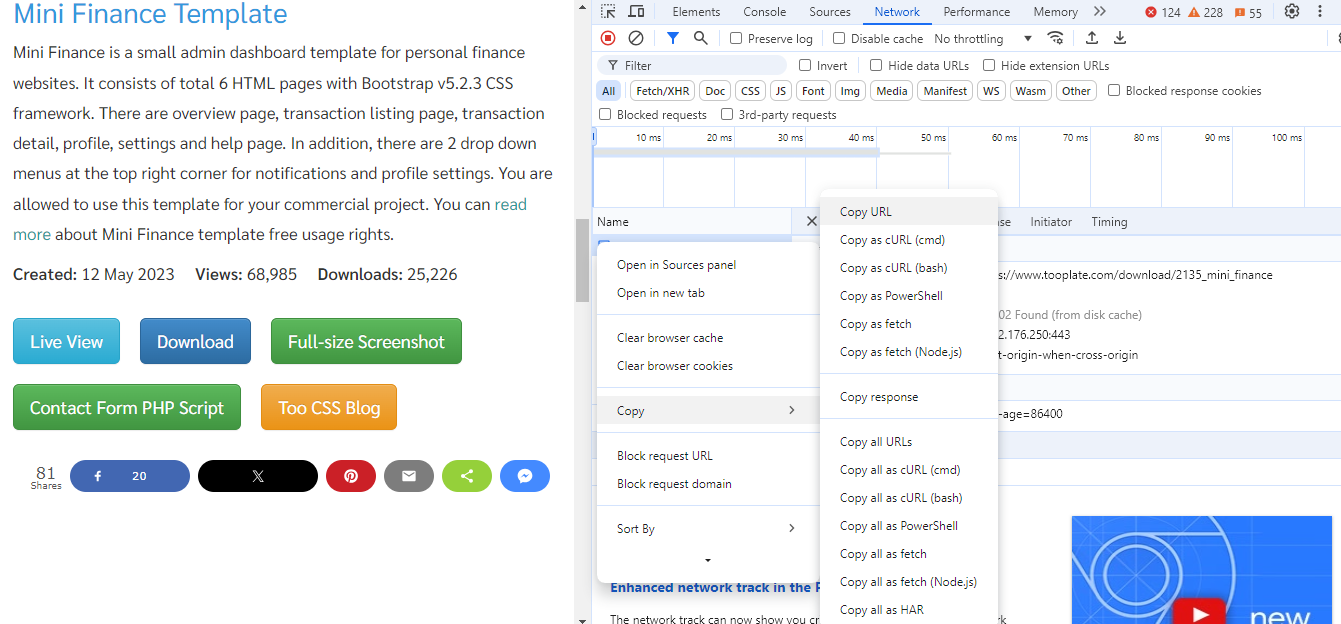 Mini Finance Template
Mini Finance is a small admin dashboard template for personal finance
websites. It consists of total 6 HTML pages with Bootstrap v5.2.3 CSS
framework. There are overview page, transaction listing page, transaction
detail, profile, settings and help page. In addition, there are 2 drop down
menus at the top right corner for notifications and profile settings. You are
allowed to use this template for your commercial project. You can read
more about Mini Finance template free usage rights.
Created: 12 May 2023 Views: 68,985 Downloads: 25,226
Live View Download Full-size Screenshot
Contact Form PHP Script Too CSS Blog
81
Shares
20
Elements Console Sources Network Performance Memory 124 228 55
Preserve log Disable cache No throttling
Filter Invert Hide data URLs Hide extension URLs
All Fetch/XHR Doc CSS JS Font Img Media Manifest WS Wasm Other Blocked response cookies
Blocked requests 3rd-party requests
10 ms 20 ms 30 ms 40 ms 50 ms 60 ms 70 ms 80 ms 90 ms 100 ms
Name
se Initiator Timing
s://www.tooplate.com/download/2135_mini_finance
02 Found (from disk cache)
2.176.250:443
t-origin-when-cross-origin
-age=86400
Open in Sources panel
Open in new tab
Clear browser cache
Clear browser cookies
Copy
Block request URL
Block request domain
Sort By
Copy URL
Copy as cURL (cmd)
Copy as cURL (bash)
Copy as PowerShell
Copy as fetch
Copy as fetch (Node.js)
Copy response
Copy all URLs
Copy all as cURL (cmd)
Copy all as cURL (bash)
Copy all as PowerShell
Copy all as fetch
Copy all as fetch (Node.js)
Copy all as HAR
Enhanced network track in the
The network track can now show you
new